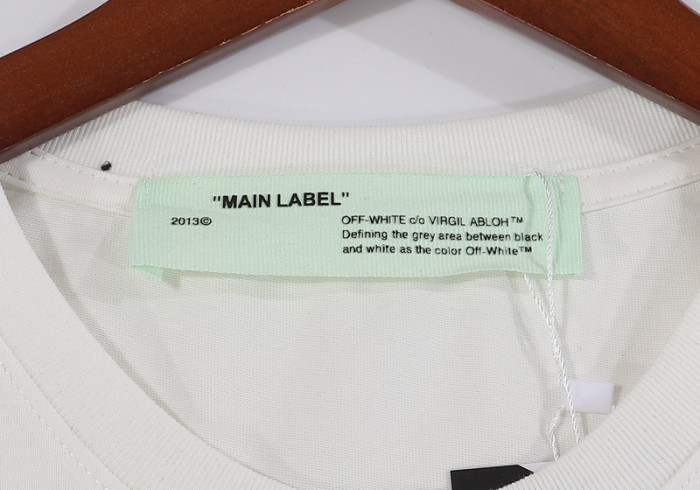 "MAIN LABEL"
2013©
OFF-WHITE c/o VIRGIL ABLOH™
Defining the grey area between black
and white as the color Off-White™